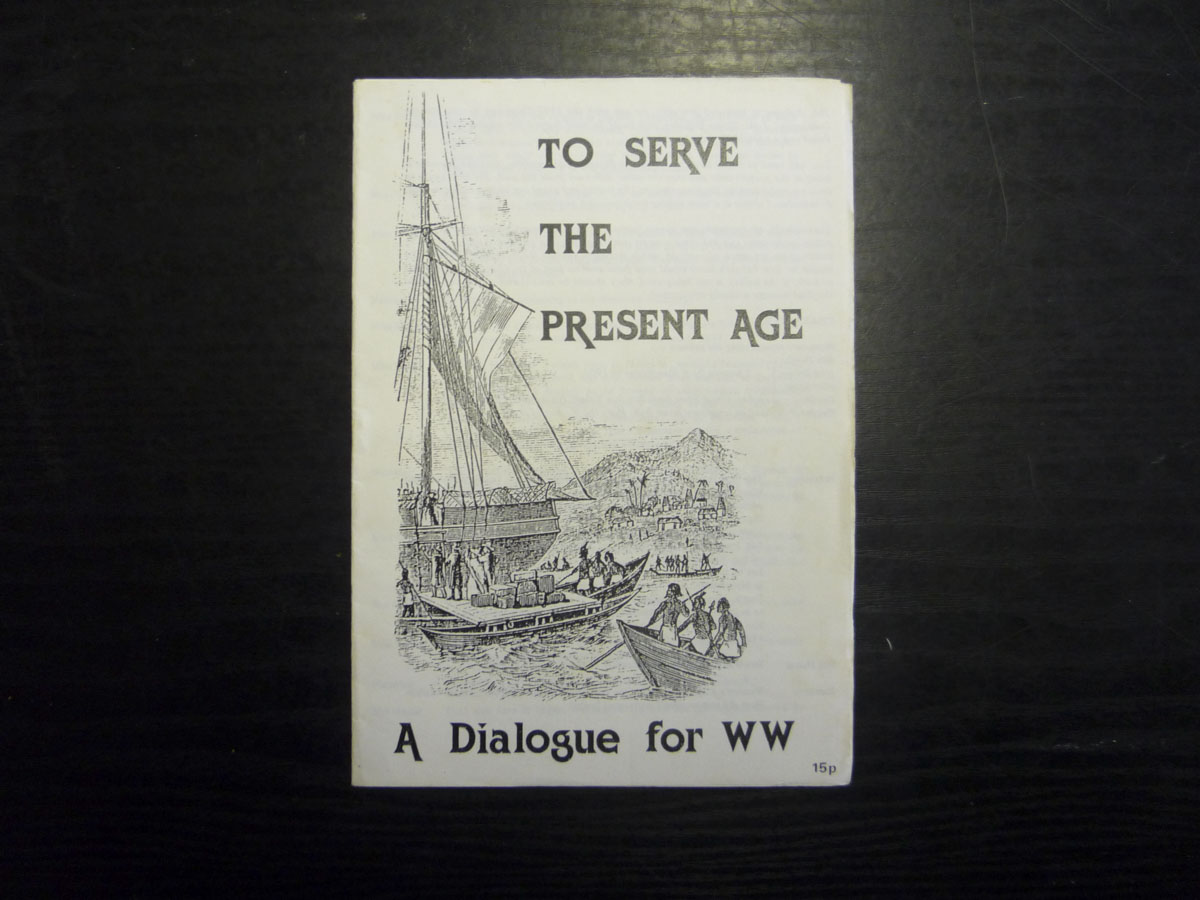 TO SERVE
THE
PRESENT AGE
A Dialogue for WW
15p